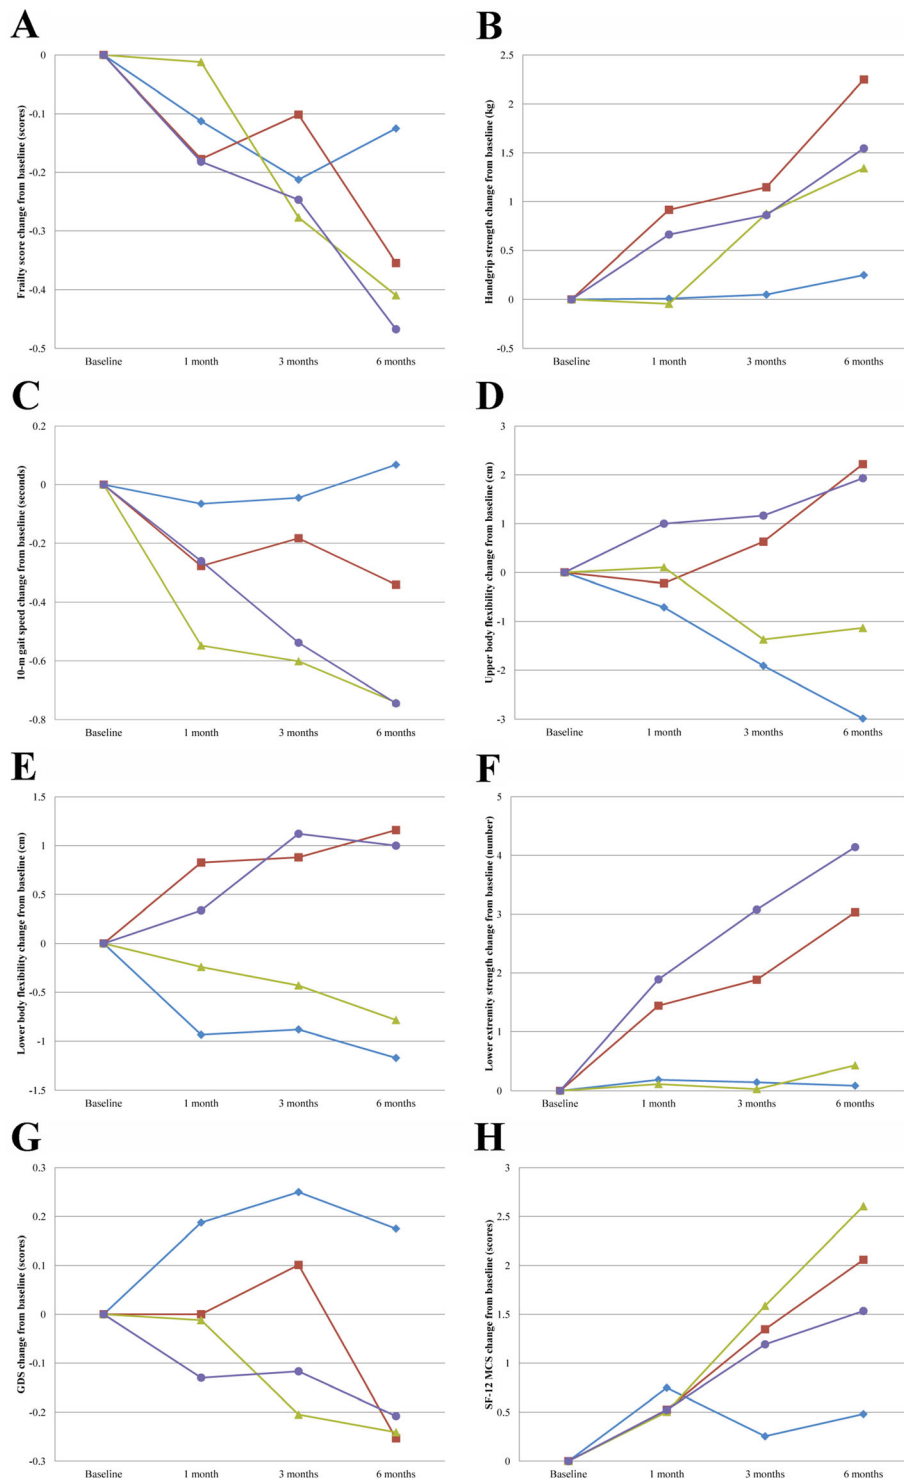 A
B
Frailty score change from baseline (scores)
0
-0.1
-0.2
-0.3
-0.4
-0.5
Baseline 1 month 3 months 6 months
Handgrip strength change from baseline (kg)
2.5
2
1.5
1
0.5
0
-0.5
Baseline 1 month 3 months 6 months
C
D
10-m gait speed change from baseline (seconds)
0.2
0
-0.2
-0.4
-0.6
-0.8
Baseline 1 month 3 months 6 months
Upper body flexibility change from baseline (cm)
3
2
1
0
-1
-2
-3
Baseline 1 month 3 months 6 months
E
F
Lower body flexibility change from baseline (cm)
1.5
1
0.5
0
-0.5
-1
-1.5
Baseline 1 month 3 months 6 months
Lower extremity strength change from baseline (number)
5
4
3
2
1
0
Baseline 1 month 3 months 6 months
G
H
GDS change from baseline (scores)
0.3
0.2
0.1
0
-0.1
-0.2
-0.3
Baseline 1 month 3 months 6 months
SF-12 MCS change from baseline (scores)
3
2.5
2
1.5
1
0.5
0
Baseline 1 month 3 months 6 months